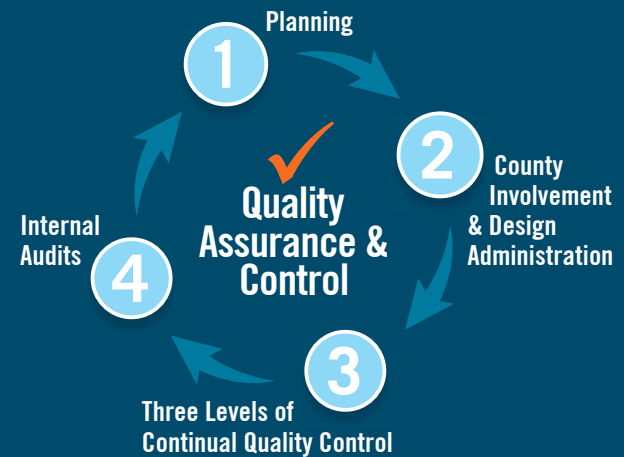 1
Planning
2
County
Involvement
& Design
Administration
3
Three Levels of
Continual Quality Control
4
Internal
Audits
Quality
Assurance &
Control